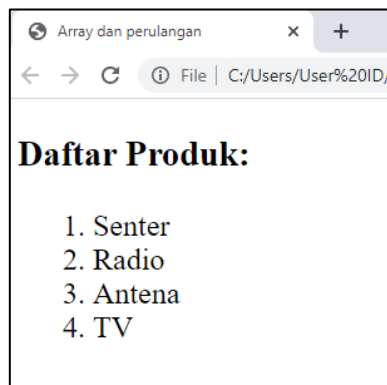 Array dan perulangan
File | C:/Users/User%20ID/
Daftar Produk:
1. Senter
2. Radio
3. Antena
4. TV